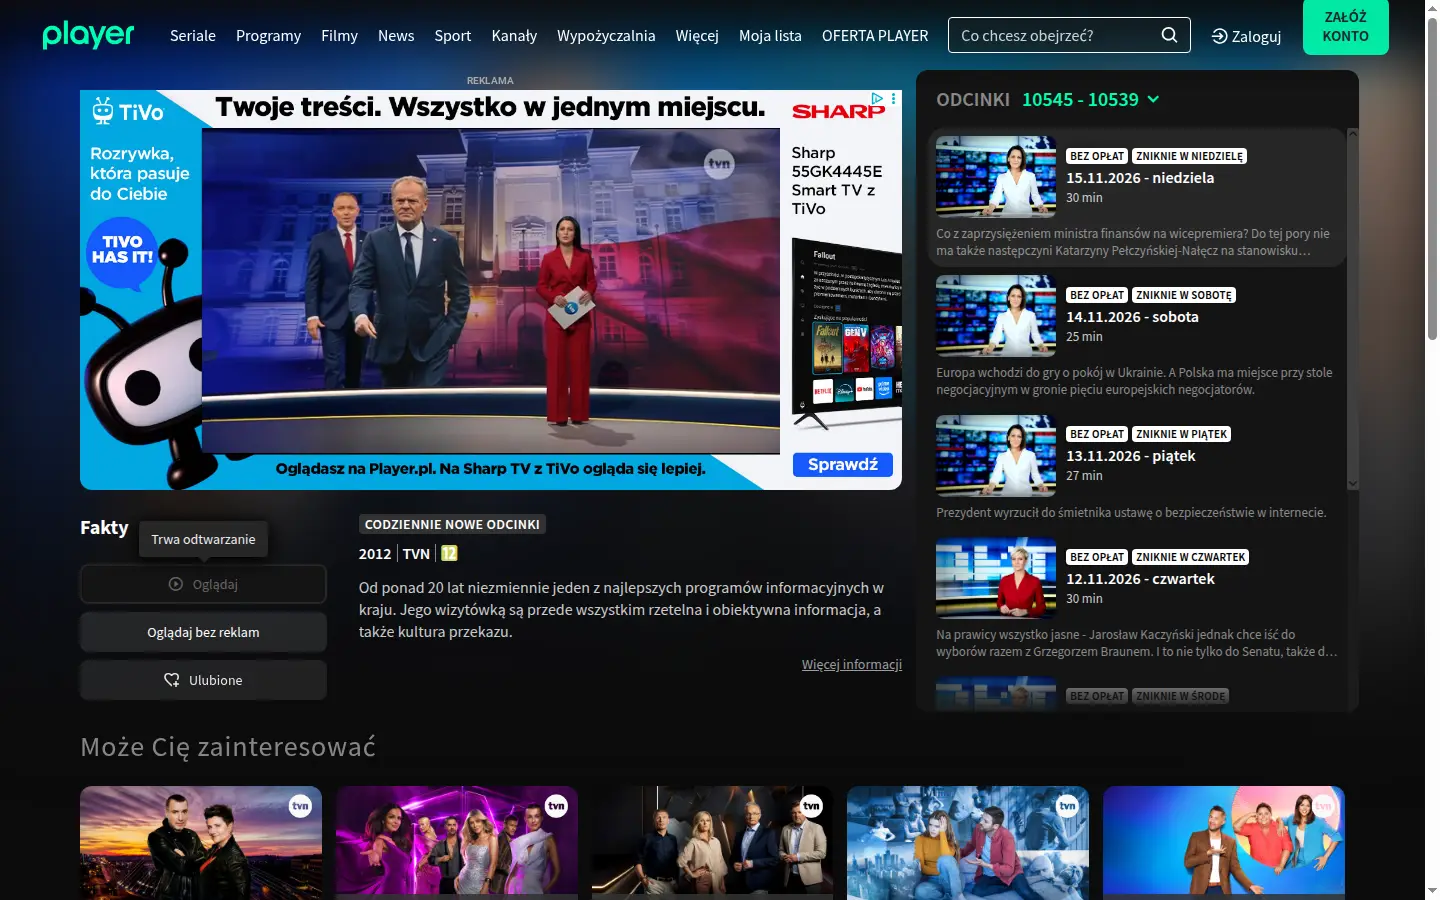 player
Seriale
Programy
Filmy
News
Sport
Kanały
Wypożyczalnia
Więcej
Moja lista
OFERTA PLAYER
Co chcesz obejrzeć?
Zaloguj
ZAŁÓŻ
KONTO
REKLAMA
TiVo
Rozrywka,
która pasuje
do Ciebie
TIVO
HAS IT!
Twoje treści. Wszystko w jednym miejscu.
tvn
Oglądasz na Player.pl. Na Sharp TV z TiVo ogląda się lepiej.
SHARP
Sharp
55GK4445E
Smart TV z
TiVo
Fallout
Sprawdź
ODCINKI 10545 - 10539
BEZ OPŁAT ZNIKNIE W NIEDZIELĘ
15.11.2026 - niedziela
30 min
Co z zaprzysiężeniem ministra finansów na wicepremiera? Do tej pory nie
ma także następczyni Katarzyny Pełczyńskiej-Nałęcz na stanowisku…
BEZ OPŁAT ZNIKNIE W SOBOTĘ
14.11.2026 - sobota
25 min
Europa wchodzi do gry o pokój w Ukrainie. A Polska ma miejsce przy stole
negocjacyjnym w gronie pięciu europejskich negocjatorów.
BEZ OPŁAT ZNIKNIE W PIĄTEK
13.11.2026 - piątek
27 min
Prezydent wyrzucił do śmietnika ustawę o bezpieczeństwie w internecie.
BEZ OPŁAT ZNIKNIE W CZWARTEK
12.11.2026 - czwartek
30 min
Na prawicy wszystko jasne - Jarosław Kaczyński jednak chce iść do
wyborów razem z Grzegorzem Braunem. I to nie tylko do Senatu, także d…
BEZ OPŁAT ZNIKNIE W ŚRODĘ
Fakty
Trwa odtwarzanie
Oglądaj
Oglądaj bez reklam
Ulubione
CODZIENNIE NOWE ODCINKI
2012 TVN 12
Od ponad 20 lat niezmiennie jeden z najlepszych programów informacyjnych w
kraju. Jego wizytówką są przede wszystkim rzetelna i obiektywna informacja, a
także kultura przekazu.
Więcej informacji
Może Cię zainteresować
tvn
tvn
tvn
tvn
tvn